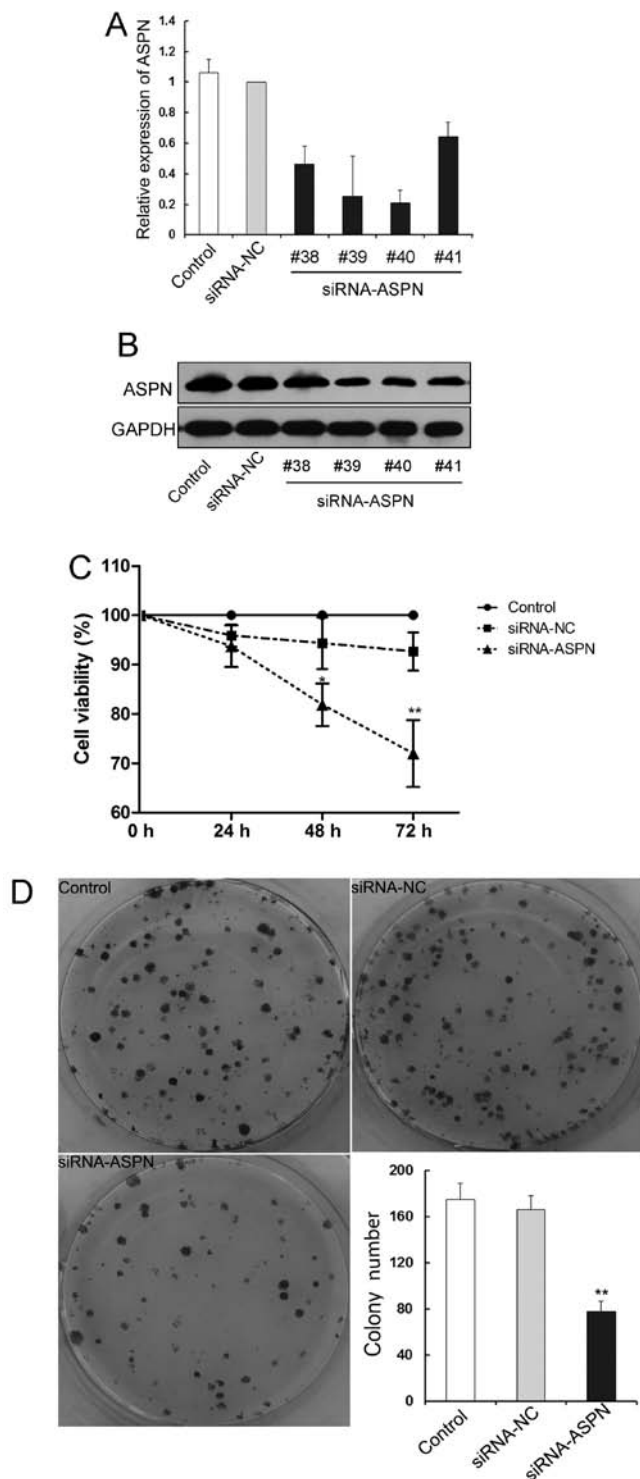 A
Relative expression of ASPN
1.4
1.2
1
0.8
0.6
0.4
0.2
0
Control
siRNA-NC
#38 #39 #40 #41
siRNA-ASPN
B
ASPN
GAPDH
Control
siRNA-NC
#38 #39 #40 #41
siRNA-ASPN
C
Cell viability (%)
110
100
90
80
70
60
0 h 24 h 48 h 72 h
*
**
Control
siRNA-NC
siRNA-ASPN
D
Control
siRNA-NC
siRNA-ASPN
Colony number
200
160
120
80
40
0
**
Control
siRNA-NC
siRNA-ASPN